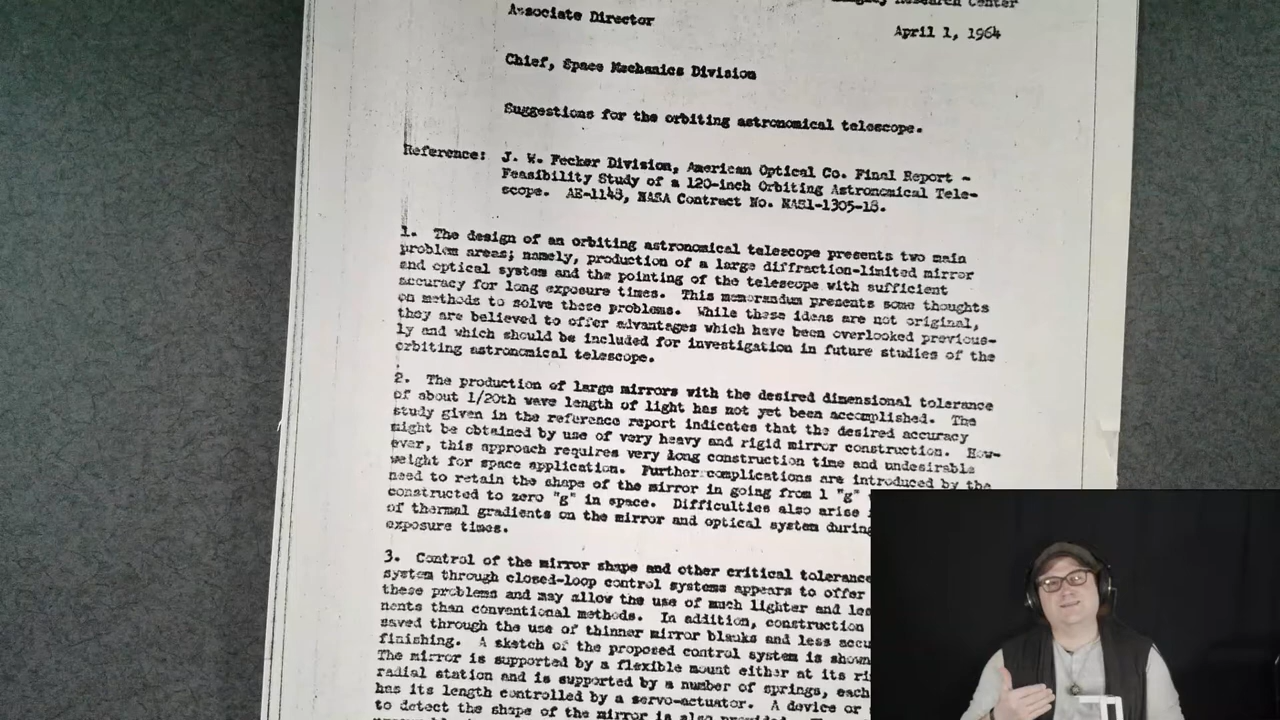 Langley Research Center
Associate Director
April 1, 1964
Chief, Space Mechanics Division
Suggestions for the orbiting astronomical telescope.
Reference: J. W. Fecker Division, American Optical Co. Final Report -
Feasibility Study of a 120-inch Orbiting Astronomical Tele-
scope. AE-1148, NASA Contract No. NAS1-1305-18.
1. The design of an orbiting astronomical telescope presents two main
problem areas; namely, production of a large diffraction-limited mirror
and optical system and the pointing of the telescope with sufficient
accuracy for long exposure times. This memorandum presents some thoughts
on methods to solve these problems. While these ideas are not original,
they are believed to offer advantages which have been overlooked previous-
ly and which should be included for investigation in future studies of the
orbiting astronomical telescope.
2. The production of large mirrors with the desired dimensional tolerance
of about 1/20th wave length of light has not yet been accomplished. The
study given in the reference report indicates that the desired accuracy
might be obtained by use of very heavy and rigid mirror construction. How-
ever, this approach requires very long construction time and undesirable
weight for space application. Further complications are introduced by the
need to retain the shape of the mirror in going from 1 "g"
constructed to zero "g" in space. Difficulties also arise
of thermal gradients on the mirror and optical system during
exposure times.
3. Control of the mirror shape and other critical tolerance
system through closed-loop control systems appears to offer
these problems and may allow the use of much lighter and les
nents than conventional methods. In addition, construction
saved through the use of thinner mirror blanks and less accu
finishing. A sketch of the proposed control system is shown
The mirror is supported by a flexible mount either at its ri
radial station and is supported by a number of springs, each
has its length controlled by a servo-actuator. A device or
to detect the shape of the mirror is also provided.